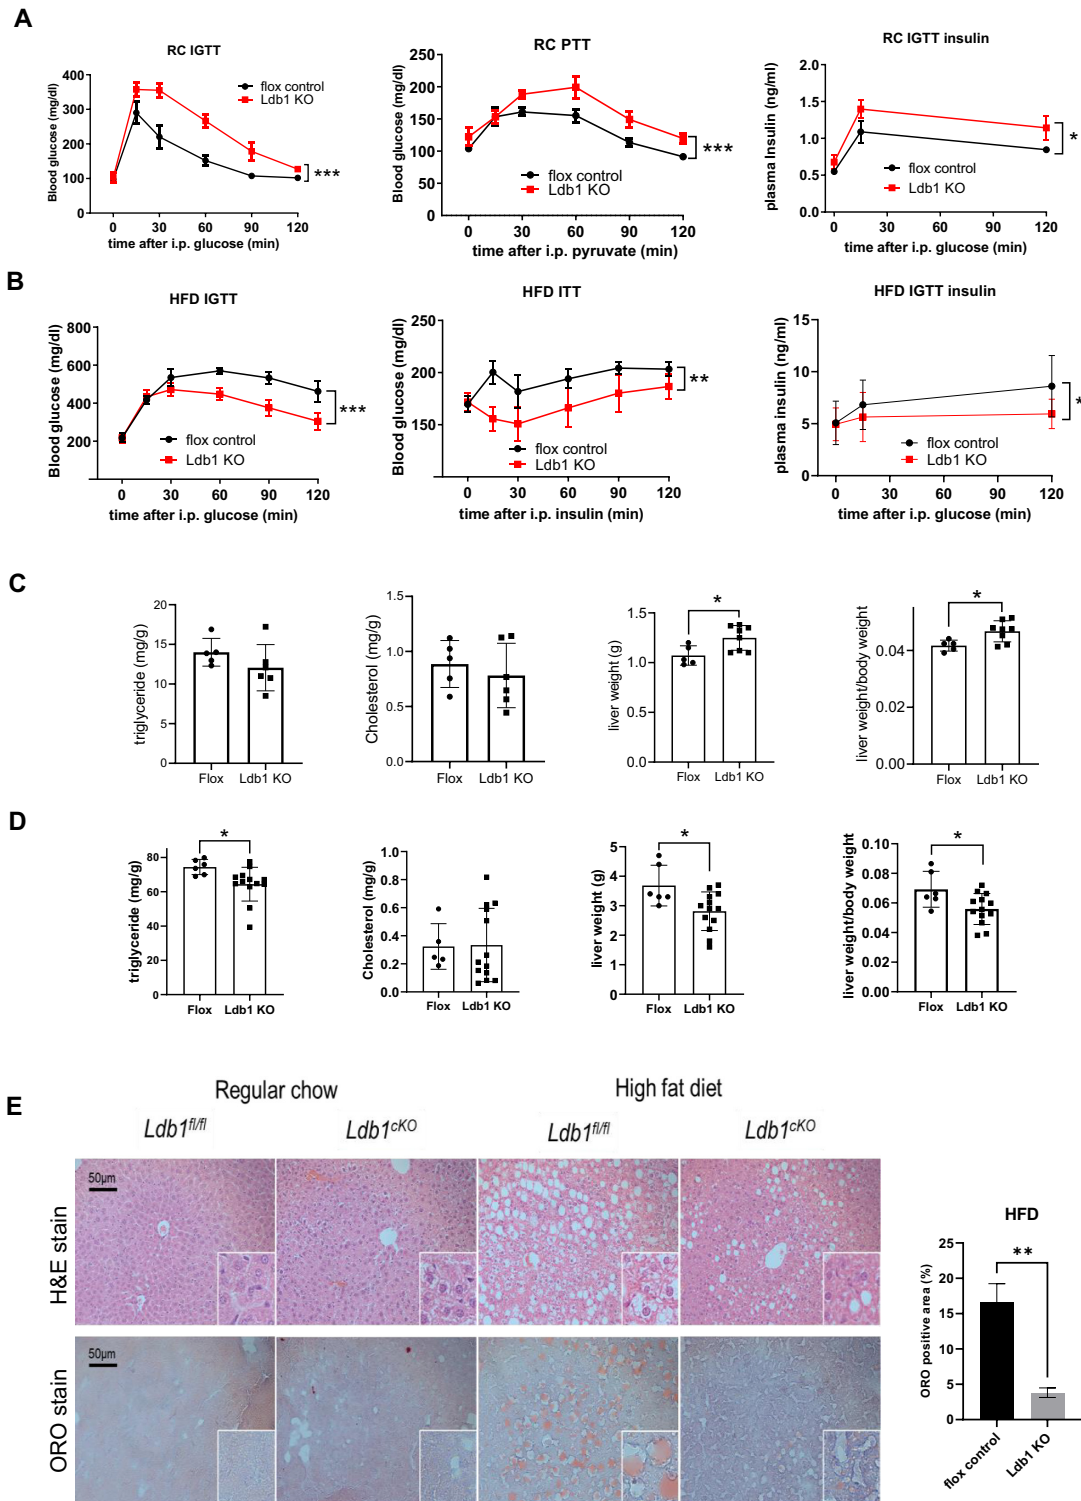 A
RC IGTT
Blood glucose (mg/dl)
400
300
200
100
0
flox control
Ldb1 KO
***
0 30 60 90 120
time after i.p. glucose (min)
RC PTT
Blood glucose (mg/dl)
250
200
150
100
50
0
flox control
Ldb1 KO
***
0 30 60 90 120
time after i.p. pyruvate (min)
RC IGTT insulin
plasma Insulin (ng/ml)
2.0
1.5
1.0
0.5
0.0
flox control
Ldb1 KO
*
0 30 60 90 120
time after i.p. glucose (min)
B
HFD IGTT
Blood glucose (mg/dl)
800
600
400
200
flox control
Ldb1 KO
***
0 30 60 90 120
time after i.p. glucose (min)
HFD ITT
Blood glucose (mg/dl)
250
200
150
100
flox control
Ldb1 KO
**
0 30 60 90 120
time after i.p. insulin (min)
HFD IGTT insulin
plasma insulin (ng/ml)
15
10
5
0
flox control
Ldb1 KO
*
0 30 60 90 120
time after i.p. glucose (min)
C
triglyceride (mg/g)
20
15
10
5
0
Flox Ldb1 KO
Cholesterol (mg/g)
1.5
1.0
0.5
0.0
Flox Ldb1 KO
liver weight (g)
1.5
1.0
0.5
0.0
*
Flox Ldb1 KO
liver weight/body weight
0.04
0.02
0.00
*
Flox Ldb1 KO
D
triglyceride (mg/g)
80
60
40
20
0
*
Flox Ldb1 KO
Cholesterol (mg/g)
1.0
0.8
0.6
0.4
0.2
0.0
Flox Ldb1 KO
liver weight (g)
5
4
3
2
1
0
*
Flox Ldb1 KO
liver weight/body weight
0.10
0.08
0.06
0.04
0.02
0.00
*
Flox Ldb1 KO
E
Regular chow High fat diet
Ldb1fl/fl Ldb1cKO Ldb1fl/fl Ldb1cKO
H&E stain
50μm
ORO stain
50μm
HFD
ORO positive area (%)
25
20
15
10
5
0
**
flox control
Ldb1 KO